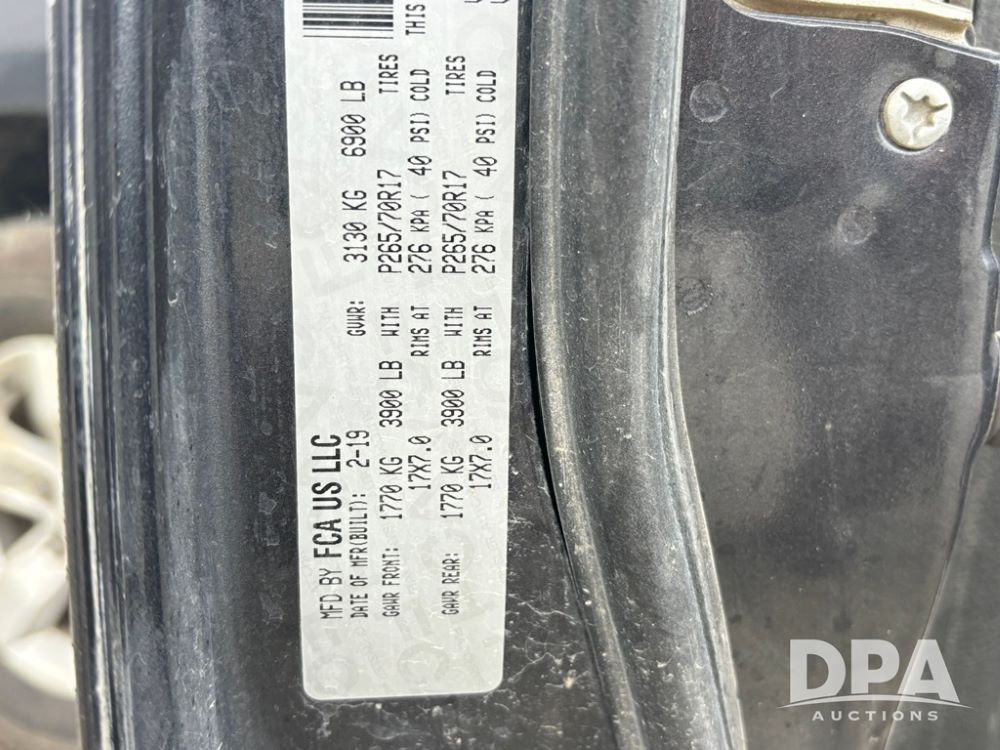 MFD BY FCA US LLC
DATE OF MFR(BUILT): 2-19 GVWR: 3130 KG 6900 LB
GAWR FRONT: 1770 KG 3900 LB WITH P265/70R17 TIRES
17X7.0 RIMS AT 276 KPA ( 40 PSI) COLD
GAWR REAR: 1770 KG 3900 LB WITH P265/70R17 TIRES
17X7.0 RIMS AT 276 KPA ( 40 PSI) COLD
THIS
DPA
AUCTIONS